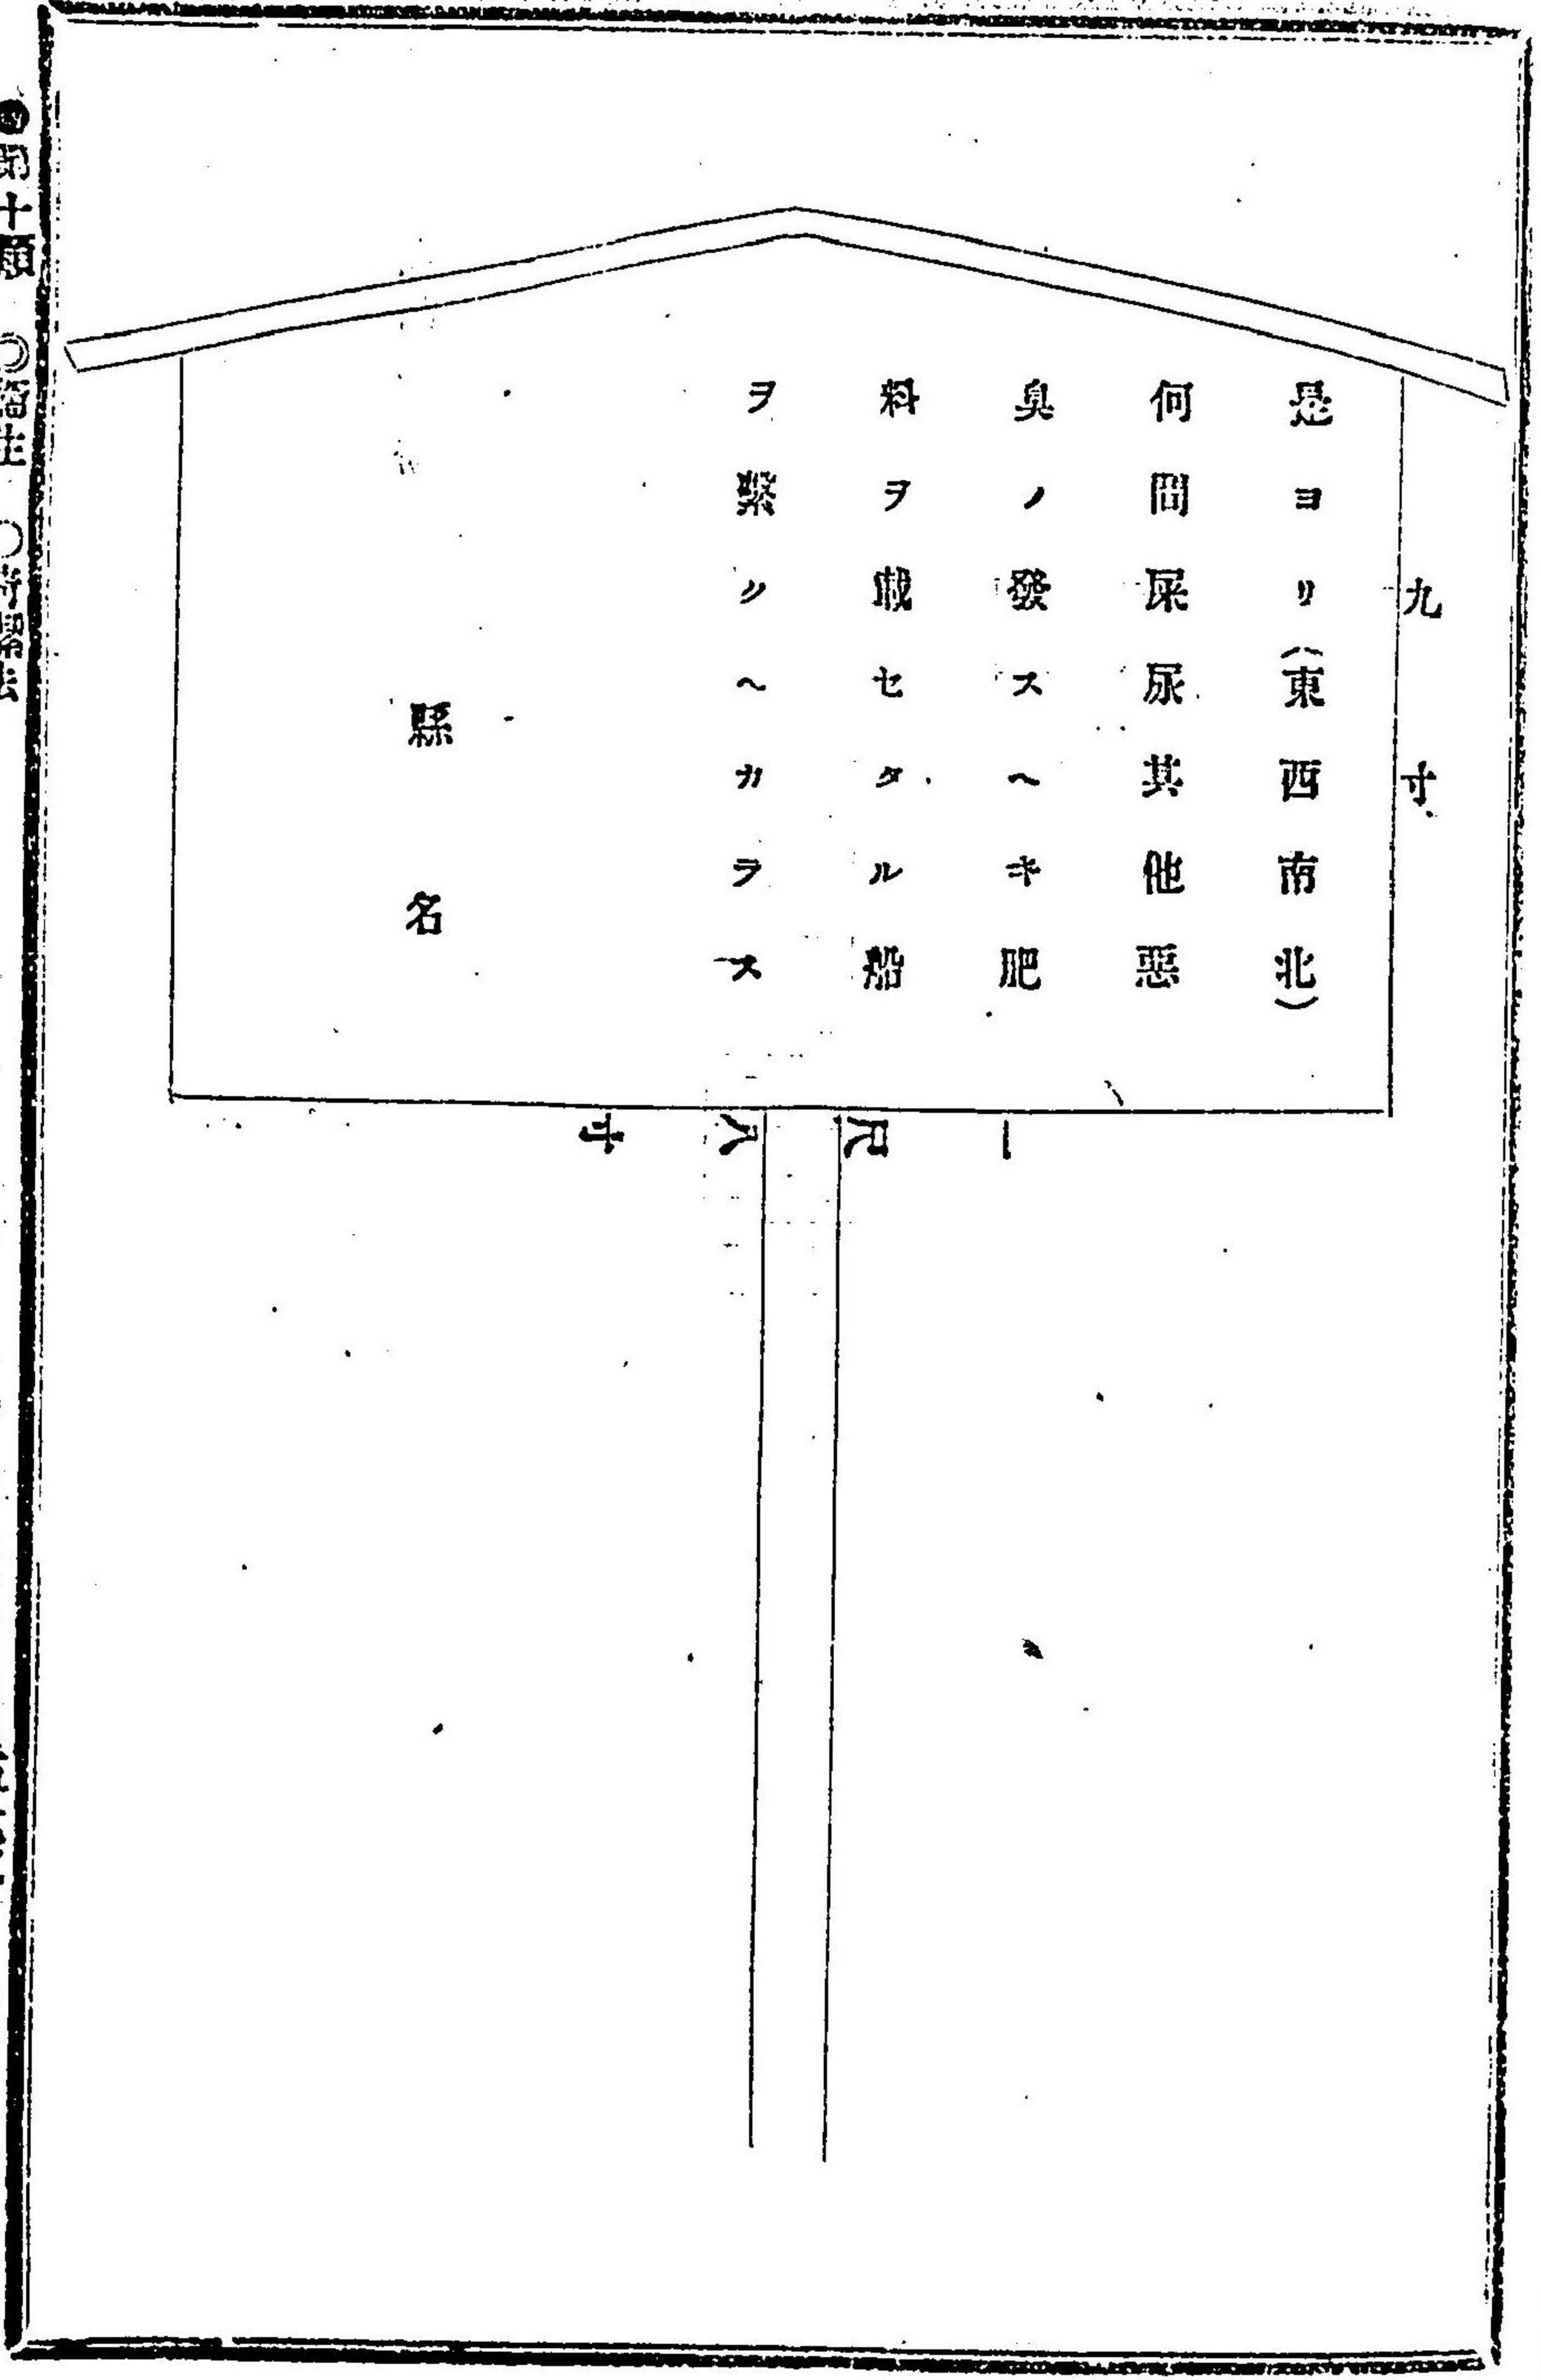 九寸
是ヨリ(東西南北)
何間屎尿其他惡
臭ノ發スヘキ肥
料ヲ載セタル船
ヲ繫クヘカラス
縣名
一尺八寸